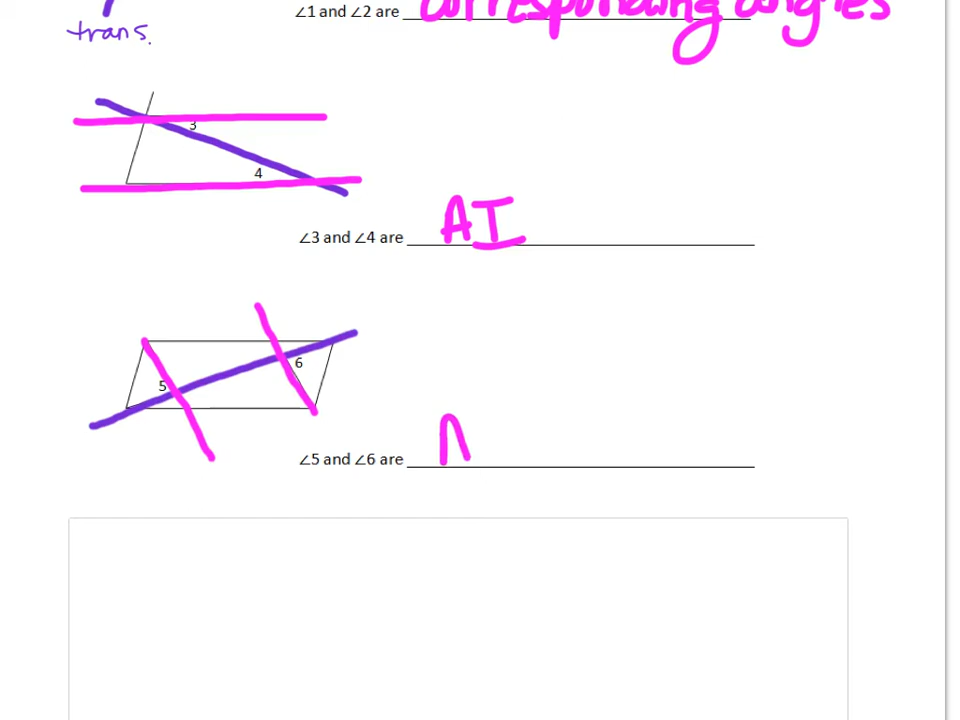 ∠1 and ∠2 are corresponding angles
trans.
3
4
∠3 and ∠4 are AI
6
5
∠5 and ∠6 are